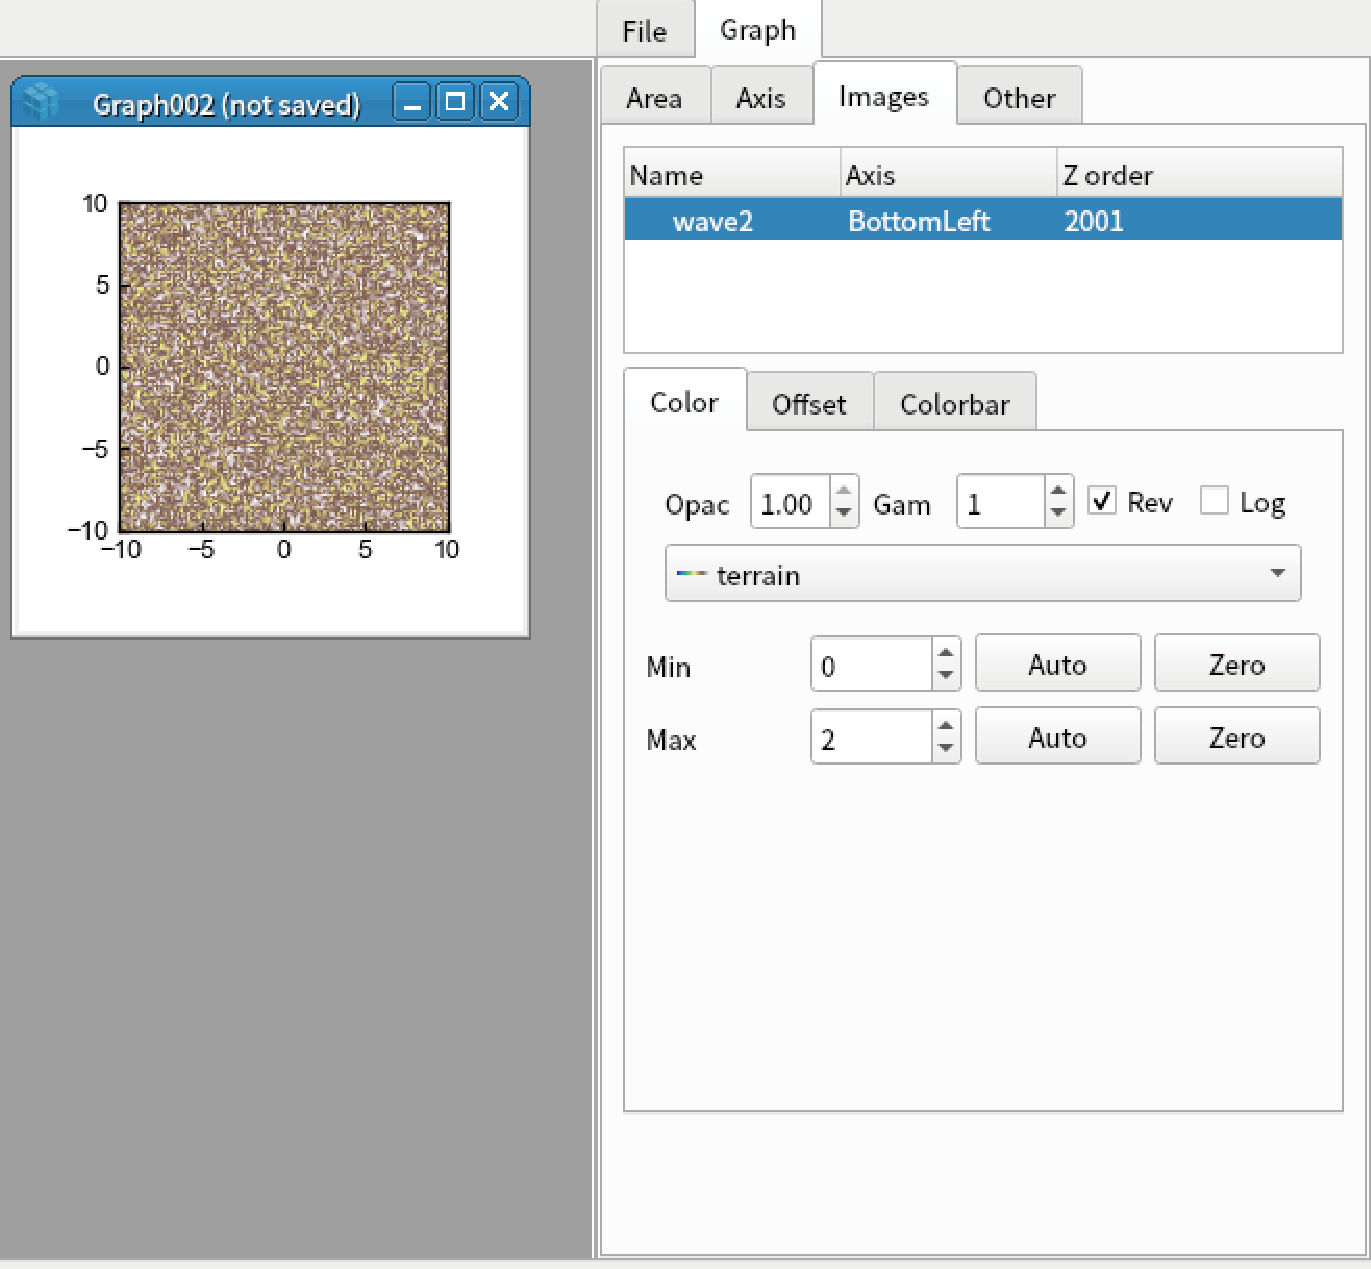 File Graph
Graph002 (not saved)
Area Axis Images Other
Name Axis Z order
wave2 BottomLeft 2001
10
5
0
−5
−10
−10 −5 0 5 10
Color Offset Colorbar
Opac 1.00 Gam 1 Rev Log
terrain
Min 0 Auto Zero
Max 2 Auto Zero